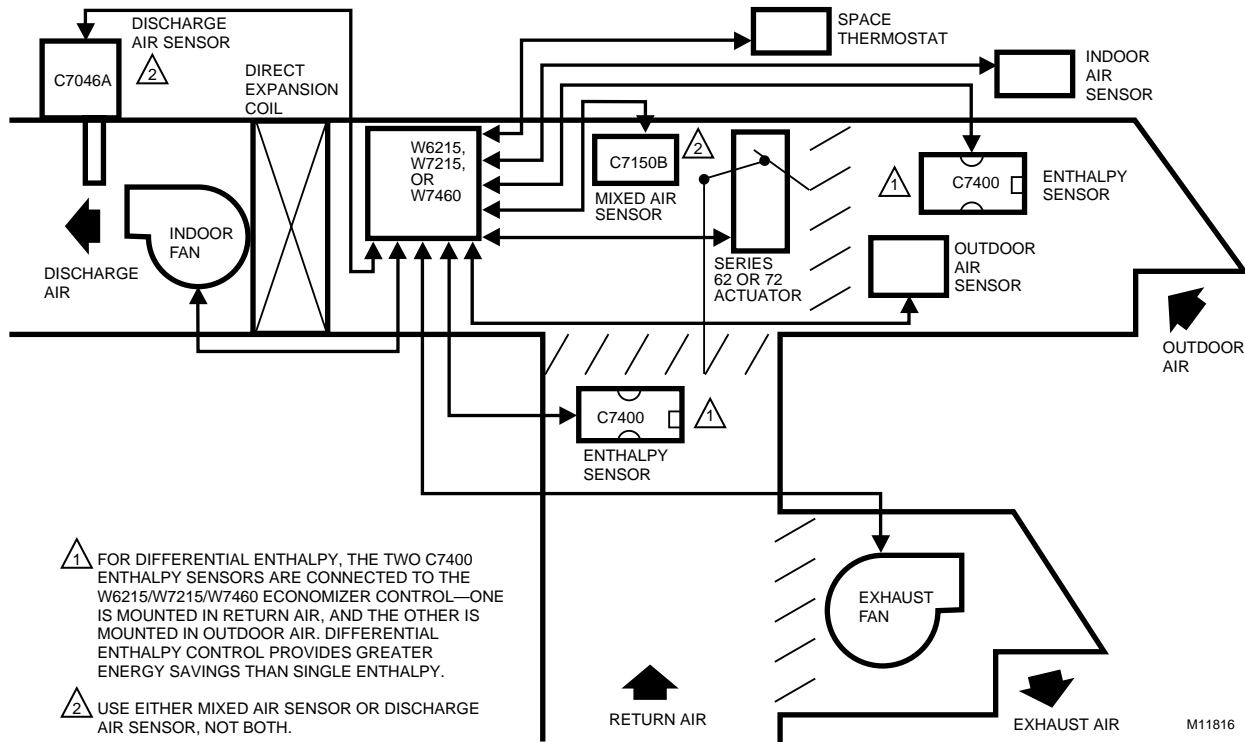 DISCHARGE
AIR SENSOR
2
C7046A
DIRECT
EXPANSION
COIL
SPACE
THERMOSTAT
INDOOR
AIR
SENSOR
W6215,
W7215,
OR
W7460
C7150B
2
MIXED AIR
SENSOR
1
C7400
ENTHALPY
SENSOR
INDOOR
FAN
DISCHARGE
AIR
SERIES
62 OR 72
ACTUATOR
OUTDOOR
AIR
SENSOR
OUTDOOR
AIR
C7400
1
ENTHALPY
SENSOR
1 FOR DIFFERENTIAL ENTHALPY, THE TWO C7400
ENTHALPY SENSORS ARE CONNECTED TO THE
W6215/W7215/W7460 ECONOMIZER CONTROL—ONE
IS MOUNTED IN RETURN AIR, AND THE OTHER IS
MOUNTED IN OUTDOOR AIR. DIFFERENTIAL
ENTHALPY CONTROL PROVIDES GREATER
ENERGY SAVINGS THAN SINGLE ENTHALPY.
2 USE EITHER MIXED AIR SENSOR OR DISCHARGE
AIR SENSOR, NOT BOTH.
EXHAUST
FAN
RETURN AIR
EXHAUST AIR
M11816